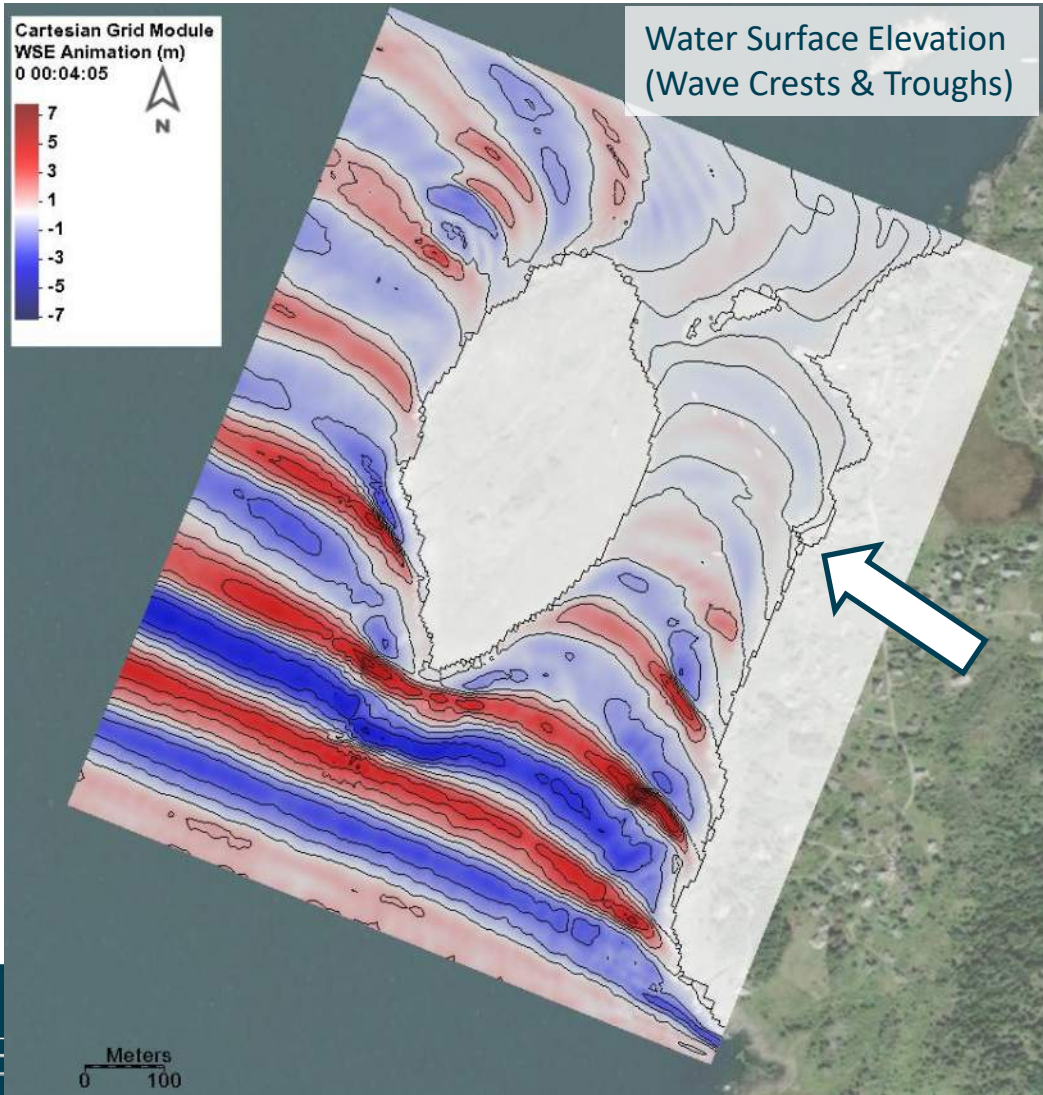 Cartesian Grid Module
WSE Animation (m)
0 00:04:05
N
7
5
3
1
-1
-3
-5
-7
Water Surface Elevation
(Wave Crests & Troughs)
Meters
0 100